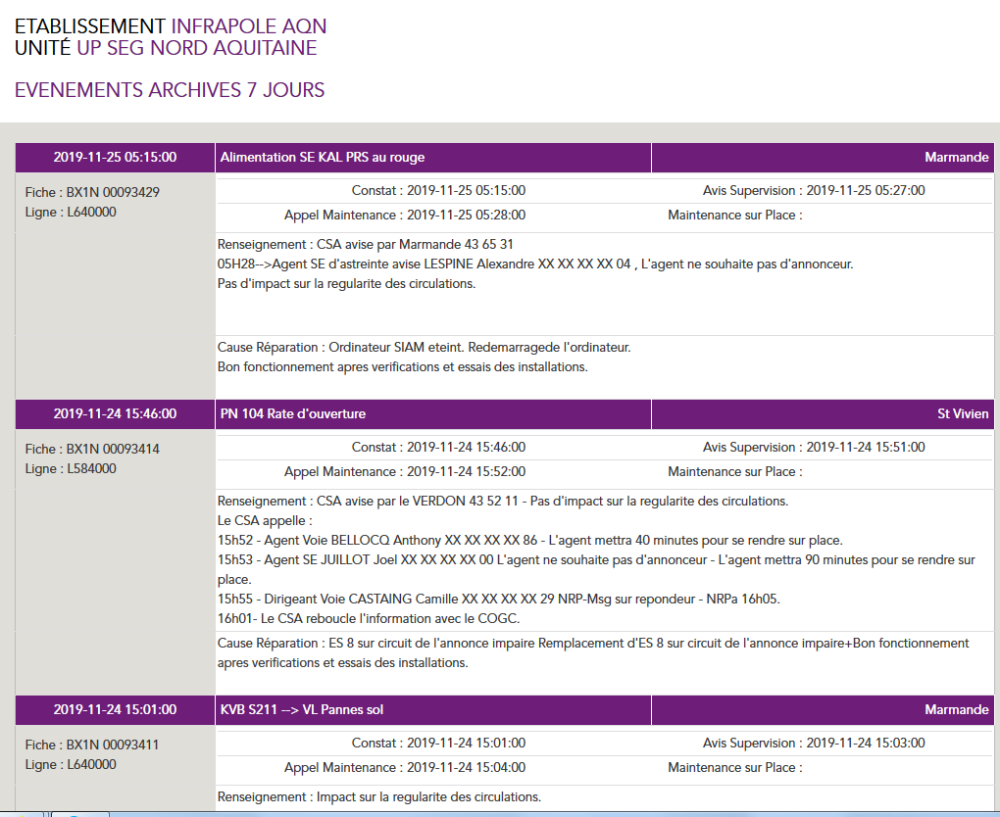 ETABLISSEMENT INFRAPOLE AQN
UNITÉ UP SEG NORD AQUITAINE
EVENEMENTS ARCHIVES 7 JOURS
2019-11-25 05:15:00 Alimentation SE KAL PRS au rouge Marmande
Fiche : BX1N 00093429 Constat : 2019-11-25 05:15:00 Avis Supervision : 2019-11-25 05:27:00
Ligne : L640000 Appel Maintenance : 2019-11-25 05:28:00 Maintenance sur Place :
Renseignement : CSA avise par Marmande 43 65 31
05H28-->Agent SE d'astreinte avise LESPINE Alexandre XX XX XX XX 04 , L'agent ne souhaite pas d'annonceur.
Pas d'impact sur la regularite des circulations.
Cause Réparation : Ordinateur SIAM eteint. Redemarragede l'ordinateur.
Bon fonctionnement apres verifications et essais des installations.
2019-11-24 15:46:00 PN 104 Rate d'ouverture St Vivien
Fiche : BX1N 00093414 Constat : 2019-11-24 15:46:00 Avis Supervision : 2019-11-24 15:51:00
Ligne : L584000 Appel Maintenance : 2019-11-24 15:52:00 Maintenance sur Place :
Renseignement : CSA avise par le VERDON 43 52 11 - Pas d'impact sur la regularite des circulations.
Le CSA appelle :
15h52 - Agent Voie BELLOCQ Anthony XX XX XX XX 86 - L'agent mettra 40 minutes pour se rendre sur place.
15h53 - Agent SE JUILLOT Joel XX XX XX XX 00 L'agent ne souhaite pas d'annonceur - L'agent mettra 90 minutes pour se rendre sur
place.
15h55 - Dirigeant Voie CASTAING Camille XX XX XX XX 29 NRP-Msg sur repondeur - NRPa 16h05.
16h01- Le CSA reboucle l'information avec le COGC.
Cause Réparation : ES 8 sur circuit de l'annonce impaire Remplacement d'ES 8 sur circuit de l'annonce impaire+Bon fonctionnement
apres verifications et essais des installations.
2019-11-24 15:01:00 KVB S211 --> VL Pannes sol Marmande
Fiche : BX1N 00093411 Constat : 2019-11-24 15:01:00 Avis Supervision : 2019-11-24 15:03:00
Ligne : L640000 Appel Maintenance : 2019-11-24 15:04:00 Maintenance sur Place :
Renseignement : Impact sur la regularite des circulations.